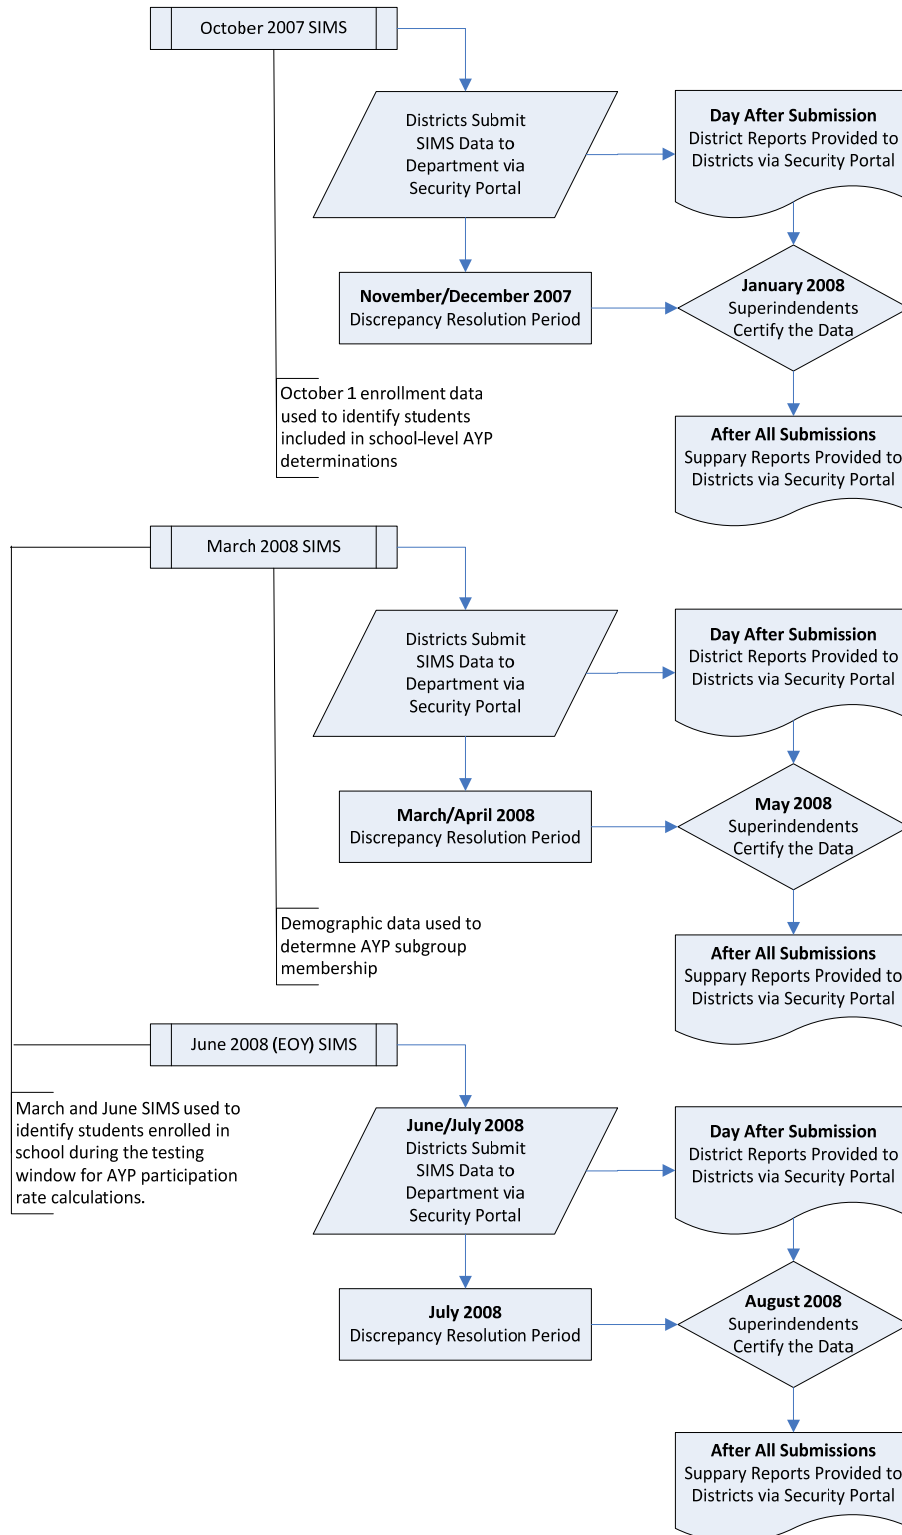 October 2007 SIMS
Districts Submit
SIMS Data to
Department via
Security Portal
Day After Submission
District Reports Provided to
Districts via Security Portal
November/December 2007
Discrepancy Resolution Period
January 2008
Superindendents
Certify the Data
October 1 enrollment data
used to identify students
included in school-level AYP
determinations
After All Submissions
Suppary Reports Provided to
Districts via Security Portal
March 2008 SIMS
Districts Submit
SIMS Data to
Department via
Security Portal
Day After Submission
District Reports Provided to
Districts via Security Portal
March/April 2008
Discrepancy Resolution Period
May 2008
Superindendents
Certify the Data
Demographic data used to
determne AYP subgroup
membership
After All Submissions
Suppary Reports Provided to
Districts via Security Portal
June 2008 (EOY) SIMS
March and June SIMS used to
identify students enrolled in
school during the testing
window for AYP participation
rate calculations.
June/July 2008
Districts Submit
SIMS Data to
Department via
Security Portal
Day After Submission
District Reports Provided to
Districts via Security Portal
July 2008
Discrepancy Resolution Period
August 2008
Superindendents
Certify the Data
After All Submissions
Suppary Reports Provided to
Districts via Security Portal